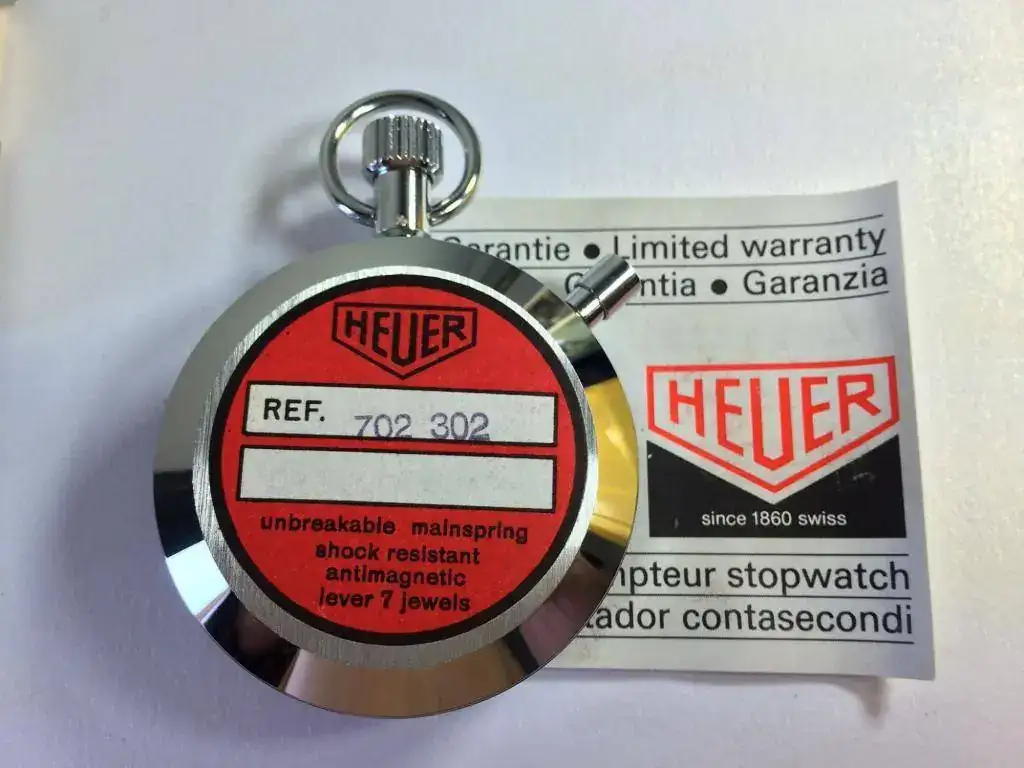 HEUER
REF. 702 302
unbreakable mainspring
shock resistant
antimagnetic
lever 7 jewels
Garantie • Limited warranty
Garantia • Garanzia
HEUER
since 1860 swiss
mpteur stopwatch
tador contasecondi